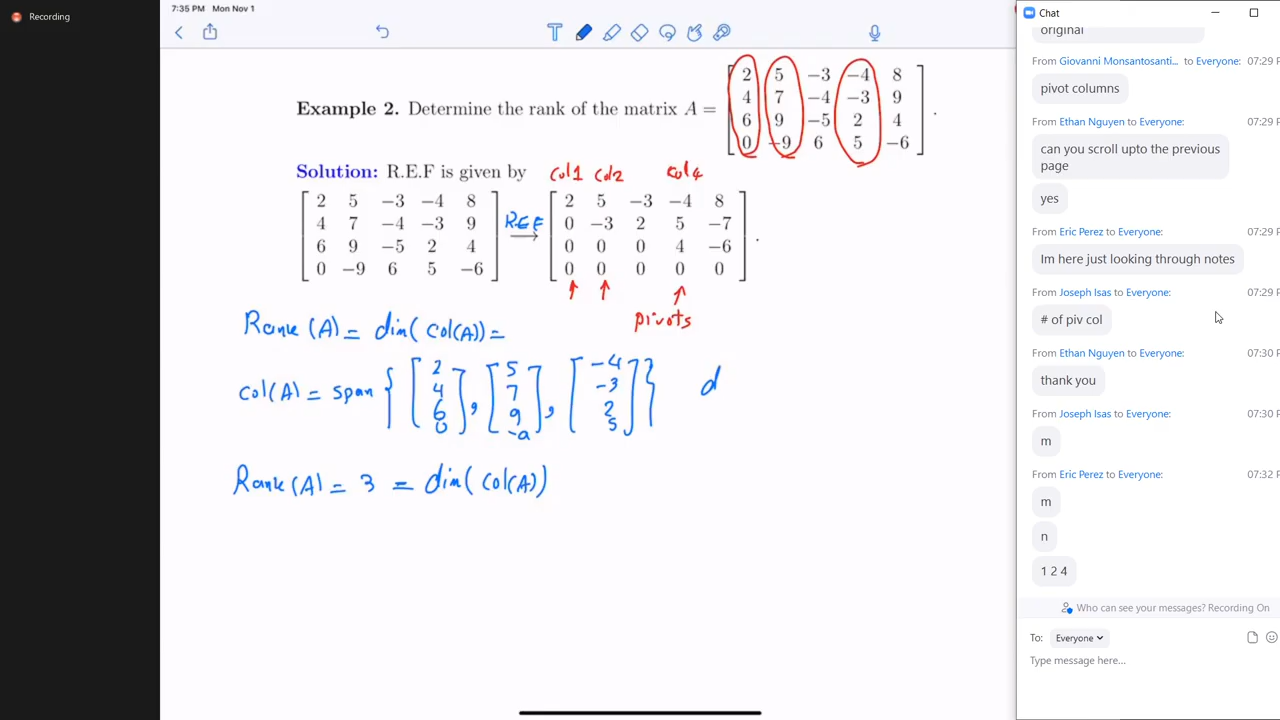 Recording
7:35 PM Mon Nov 1
Example 2. Determine the rank of the matrix A = [ 2 5 −3 −4 8
4 7 −4 −3 9
6 9 −5 2 4
0 −9 6 5 −6 ] .
Solution: R.E.F is given by
col1 col2 col4
[ 2 5 −3 −4 8
4 7 −4 −3 9
6 9 −5 2 4
0 −9 6 5 −6 ]
REF →
[ 2 5 −3 −4 8
0 −3 2 5 −7
0 0 0 4 −6
0 0 0 0 0 ] .
pivots
Rank(A) = dim(col(A)) =
col(A) = span { [ 2 4 6 0 ] , [ 5 7 9 -9 ] , [ -4 -3 2 5 ] } d
Rank(A) = 3 = dim(col(A))
Chat
original
From Giovanni Monsantosanti... to Everyone: 07:29
pivot columns
From Ethan Nguyen to Everyone: 07:29
can you scroll upto the previous
page
yes
From Eric Perez to Everyone: 07:29
Im here just looking through notes
From Joseph Isas to Everyone: 07:29
# of piv col
From Ethan Nguyen to Everyone: 07:30
thank you
From Joseph Isas to Everyone: 07:30
m
From Eric Perez to Everyone: 07:32
m
n
1 2 4
Who can see your messages? Recording On
To: Everyone
Type message here...